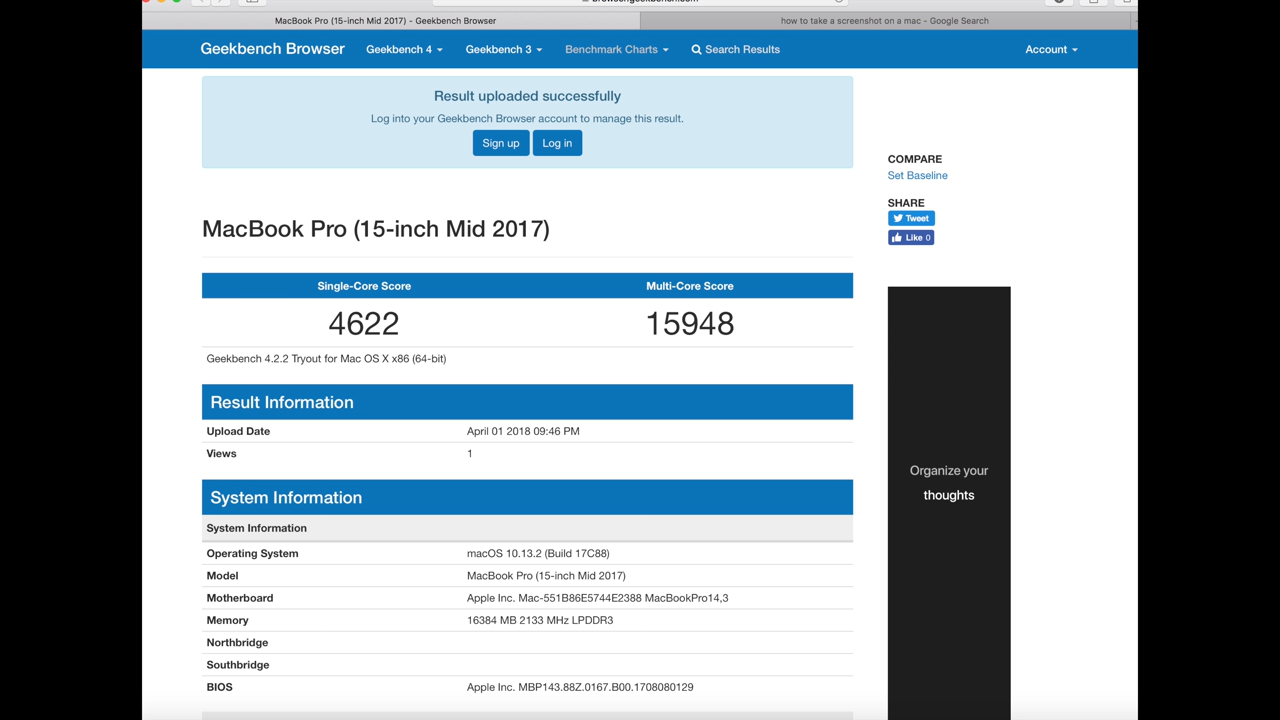 MacBook Pro (15-inch Mid 2017) - Geekbench Browser
how to take a screenshot on a mac - Google Search
Geekbench Browser
Geekbench 4
Geekbench 3
Benchmark Charts
Search Results
Account
Result uploaded successfully
Log into your Geekbench Browser account to manage this result.
Sign up
Log in
COMPARE
Set Baseline
SHARE
Tweet
Like 0
MacBook Pro (15-inch Mid 2017)
Single-Core Score
Multi-Core Score
4622
15948
Geekbench 4.2.2 Tryout for Mac OS X x86 (64-bit)
Result Information
Upload Date April 01 2018 09:46 PM
Views 1
System Information
System Information
Operating System macOS 10.13.2 (Build 17C88)
Model MacBook Pro (15-inch Mid 2017)
Motherboard Apple Inc. Mac-551B86E5744E2388 MacBookPro14,3
Memory 16384 MB 2133 MHz LPDDR3
Northbridge
Southbridge
BIOS Apple Inc. MBP143.88Z.0167.B00.1708080129
Organize your
thoughts